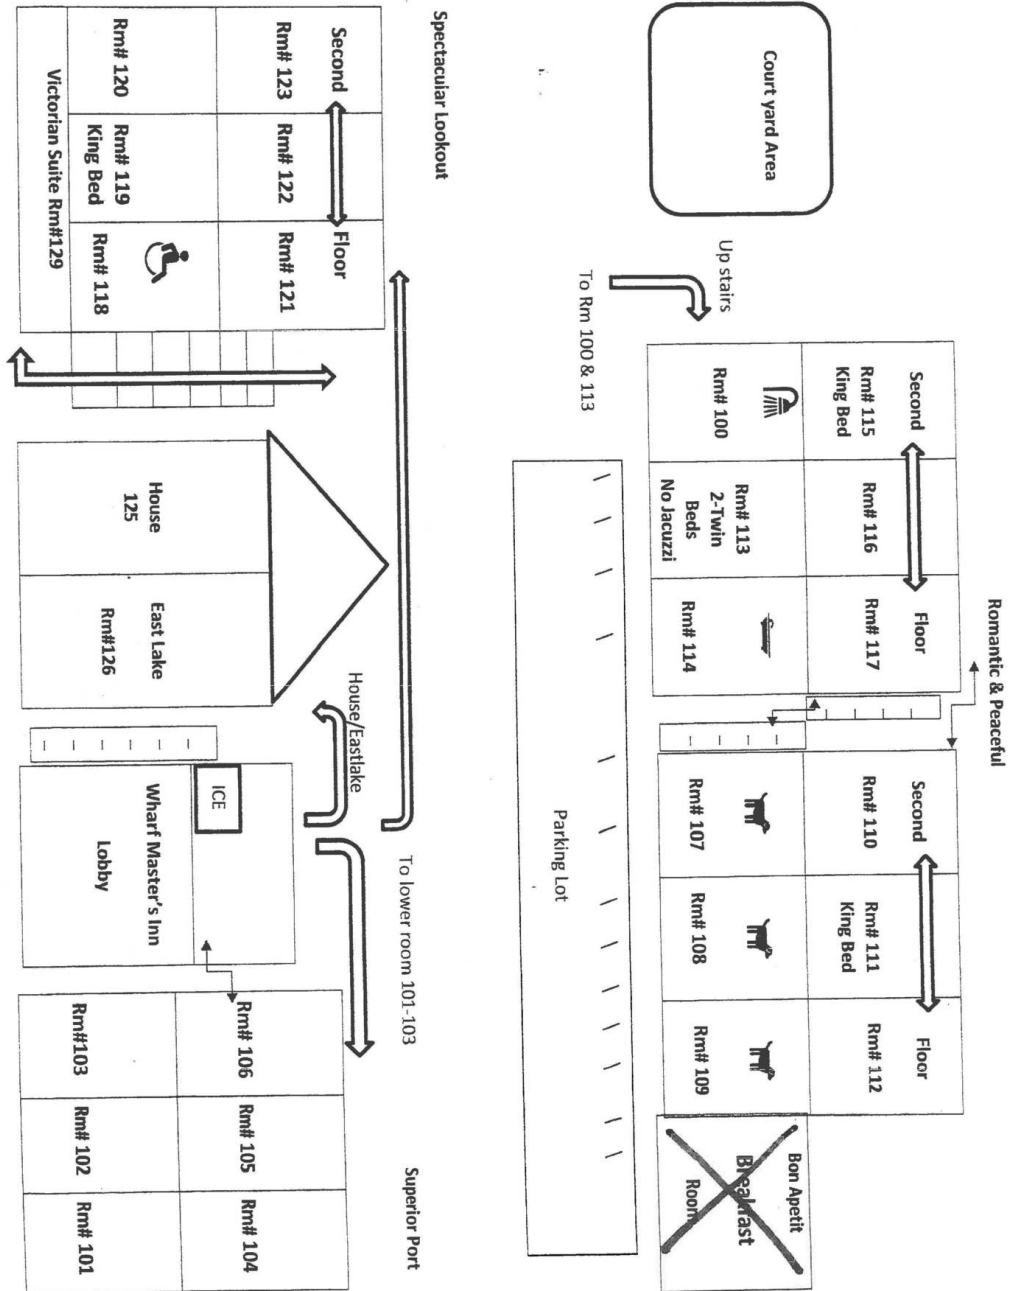 Romantic & Peaceful
Second Floor
Rm# 115
King Bed
Rm# 116
Rm# 117
Second Floor
Rm# 110
Rm# 111
King Bed
Rm# 112
Court yard Area
Up stairs
To Rm 100 & 113
Rm# 100
Rm# 113
2-Twin
Beds
No Jacuzzi
Rm# 114
Rm# 107
Rm# 108
Rm# 109
Bon Apetit
Breakfast
Room
Parking Lot
Spectacular Lookout
To lower room 101-103
Superior Port
Second Floor
Rm# 123
Rm# 122
Rm# 121
Rm# 120
Rm# 119
King Bed
Rm# 118
Victorian Suite Rm#129
House/Eastlake
House
125
East Lake
Rm#126
ICE
Wharf Master's Inn
Lobby
Rm# 106
Rm# 105
Rm# 104
Rm#103
Rm# 102
Rm# 101